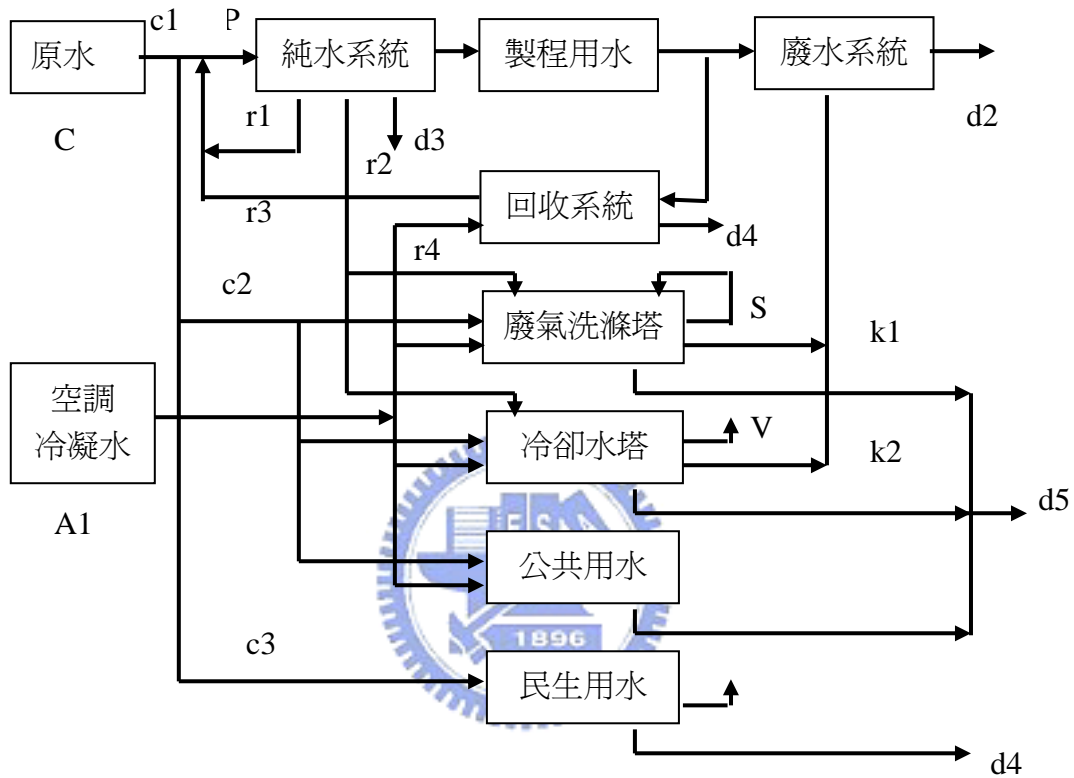 c1
P
原水
純水系統
製程用水
廢水系統
r1
d3
d2
C
r2
回收系統
r3
d4
r4
c2
S
廢氣洗滌塔
k1
空調
冷凝水
V
冷卻水塔
k2
A1
d5
E S A
公共用水
1896
c3
民生用水
d4